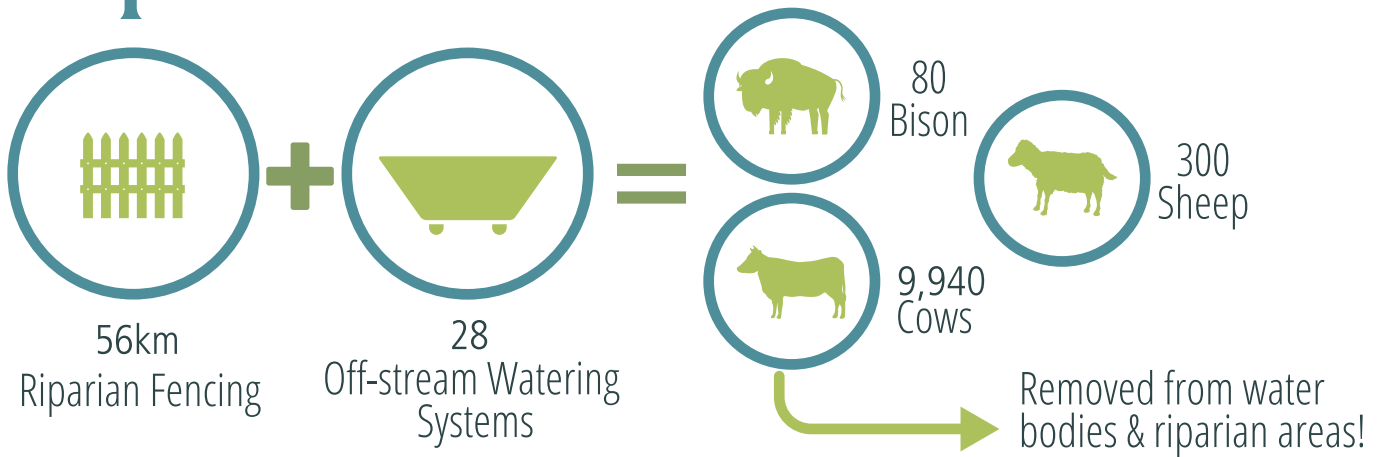 56km
Riparian Fencing
28
Off-stream Watering
Systems
80
Bison
300
Sheep
9,940
Cows
Removed from water
bodies & riparian areas!